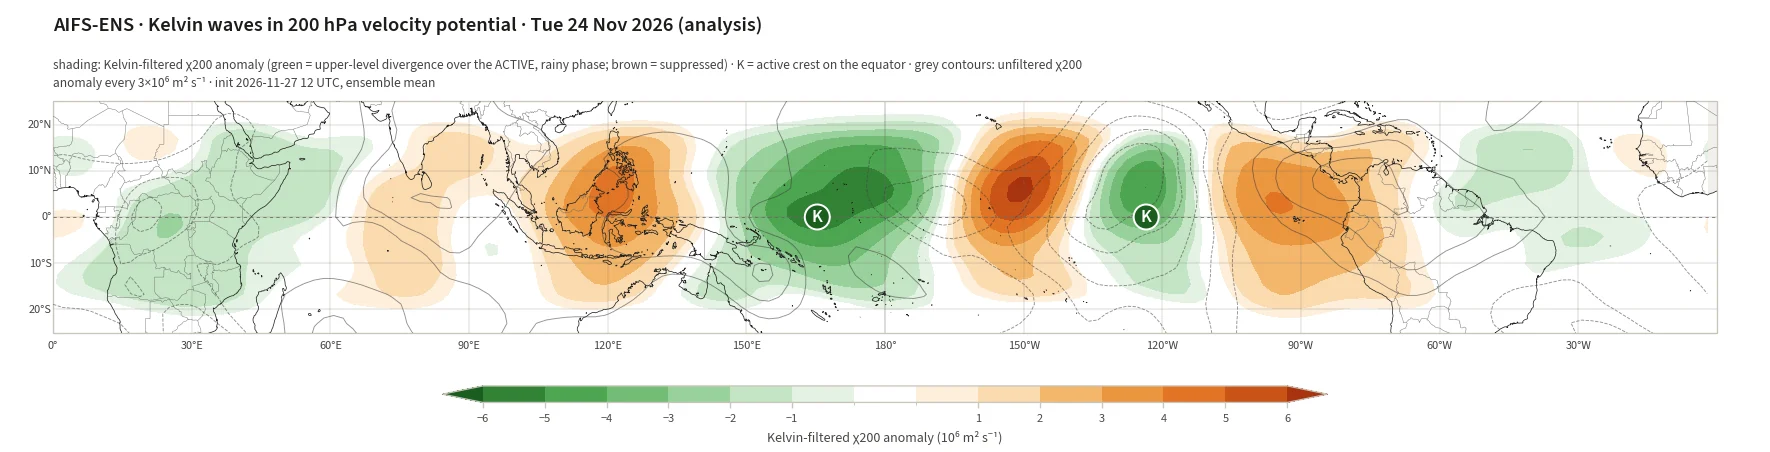 AIFS-ENS · Kelvin waves in 200 hPa velocity potential · Tue 24 Nov 2026 (analysis)
shading: Kelvin-filtered χ200 anomaly (green = upper-level divergence over the ACTIVE, rainy phase; brown = suppressed) · K = active crest on the equator · grey contours: unfiltered χ200
anomaly every 3×10⁶ m² s⁻¹ · init 2026-11-27 12 UTC, ensemble mean
20°N
10°N
0°
10°S
20°S
K K
0° 30°E 60°E 90°E 120°E 150°E 180° 150°W 120°W 90°W 60°W 30°W
−6 −5 −4 −3 −2 −1 1 2 3 4 5 6
Kelvin-filtered χ200 anomaly (10⁶ m² s⁻¹)